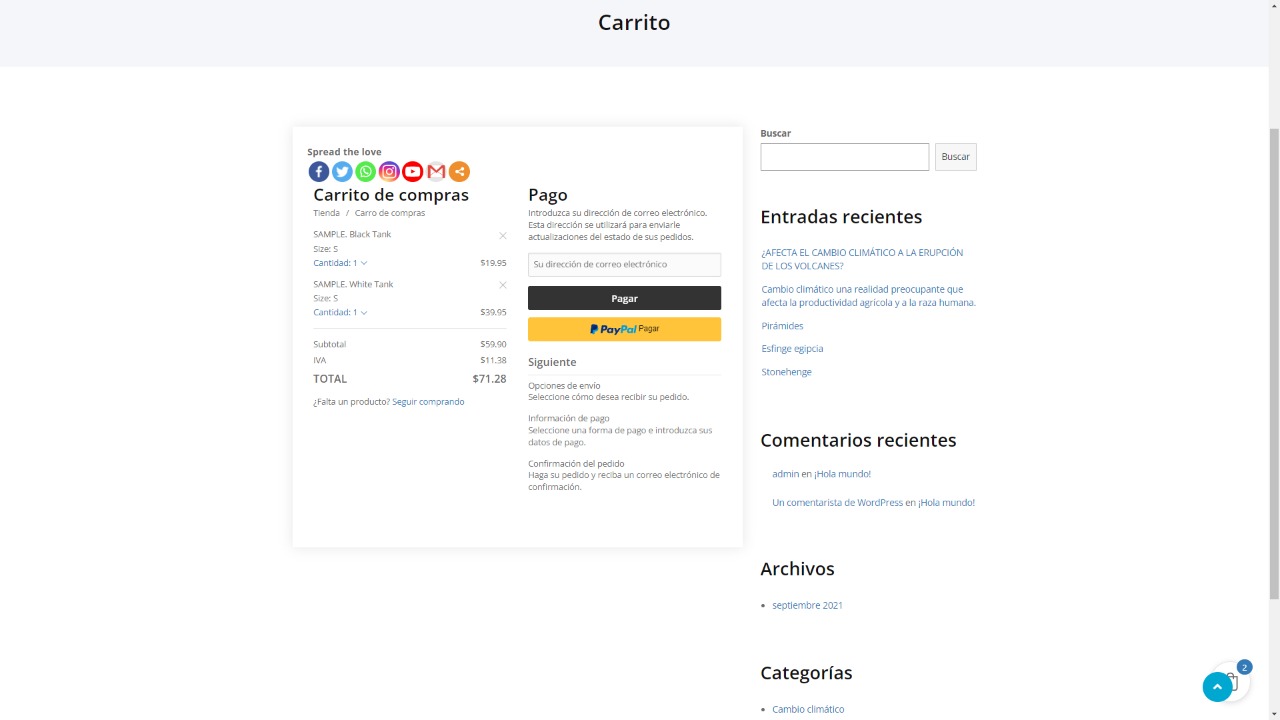 Carrito
Spread the love
Carrito de compras
Tienda / Carro de compras
SAMPLE. Black Tank
Size: S
Cantidad: 1 $19.95
SAMPLE. White Tank
Size: S
Cantidad: 1 $39.95
Subtotal $59.90
IVA $11.38
TOTAL $71.28
¿Falta un producto? Seguir comprando
Pago
Introduzca su dirección de correo electrónico.
Esta dirección se utilizará para enviarle
actualizaciones del estado de sus pedidos.
Su dirección de correo electrónico
Pagar
PayPal Pagar
Siguiente
Opciones de envío
Seleccione cómo desea recibir su pedido.
Información de pago
Seleccione una forma de pago e introduzca sus
datos de pago.
Confirmación del pedido
Haga su pedido y reciba un correo electrónico de
confirmación.
Buscar
Buscar
Entradas recientes
¿AFECTA EL CAMBIO CLIMÁTICO A LA ERUPCIÓN
DE LOS VOLCANES?
Cambio climático una realidad preocupante que
afecta la productividad agrícola y a la raza humana.
Pirámides
Esfinge egipcia
Stonehenge
Comentarios recientes
admin en ¡Hola mundo!
Un comentarista de WordPress en ¡Hola mundo!
Archivos
septiembre 2021
Categorías
Cambio climático
2